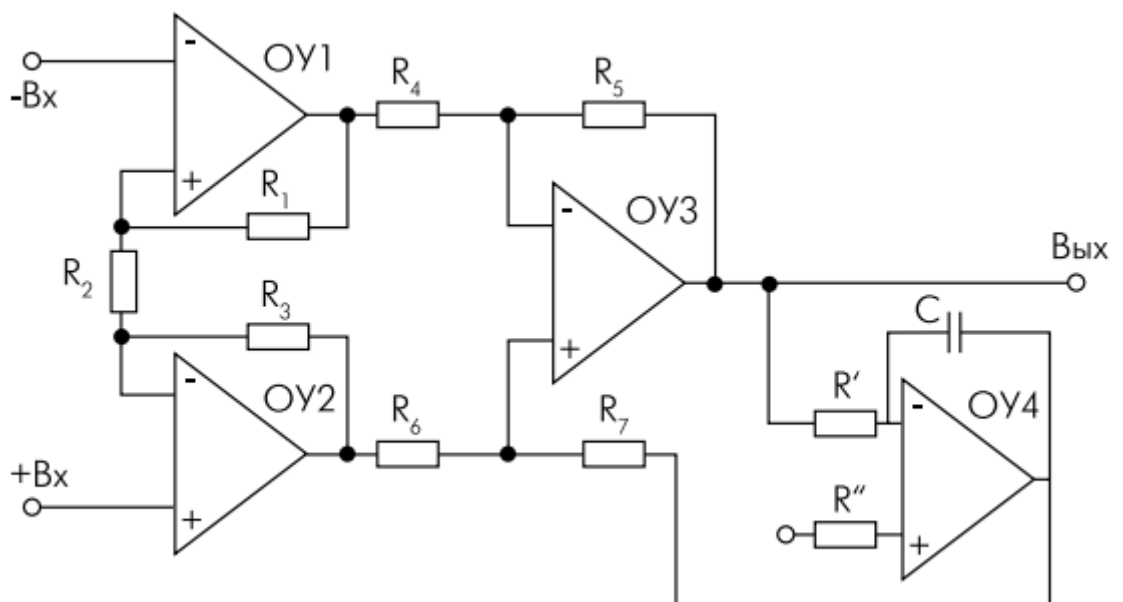 -
ОУ1
-Вх
R4
R5
+
R1
-
ОУ3
R2
Вых
R3
C
+
-
ОУ2
R6
R7
R′
-
ОУ4
+Вх
+
R″
+